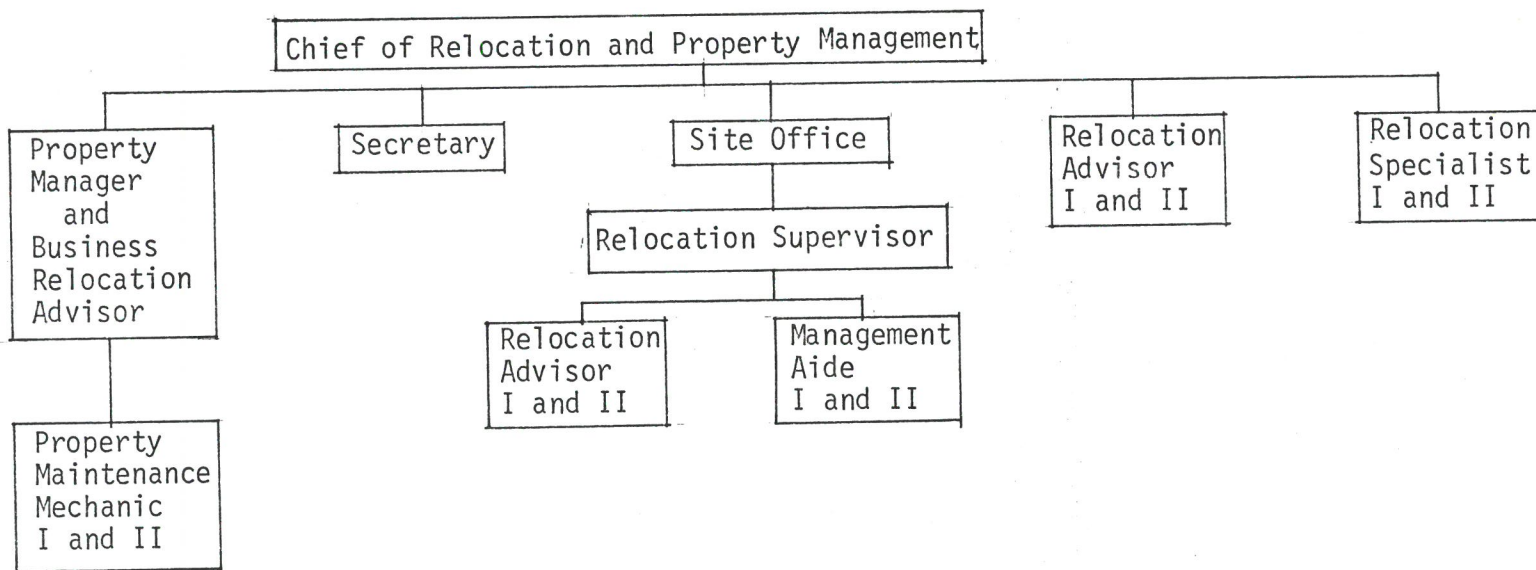 Chief of Relocation and Property Management
Property
Manager
and
Business
Relocation
Advisor
Secretary
Site Office
Relocation
Advisor
I and II
Relocation
Specialist
I and II
Relocation Supervisor
Relocation
Advisor
I and II
Management
Aide
I and II
Property
Maintenance
Mechanic
I and II